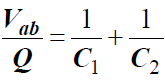 V_ab/Q = 1/C_1 + 1/C_2